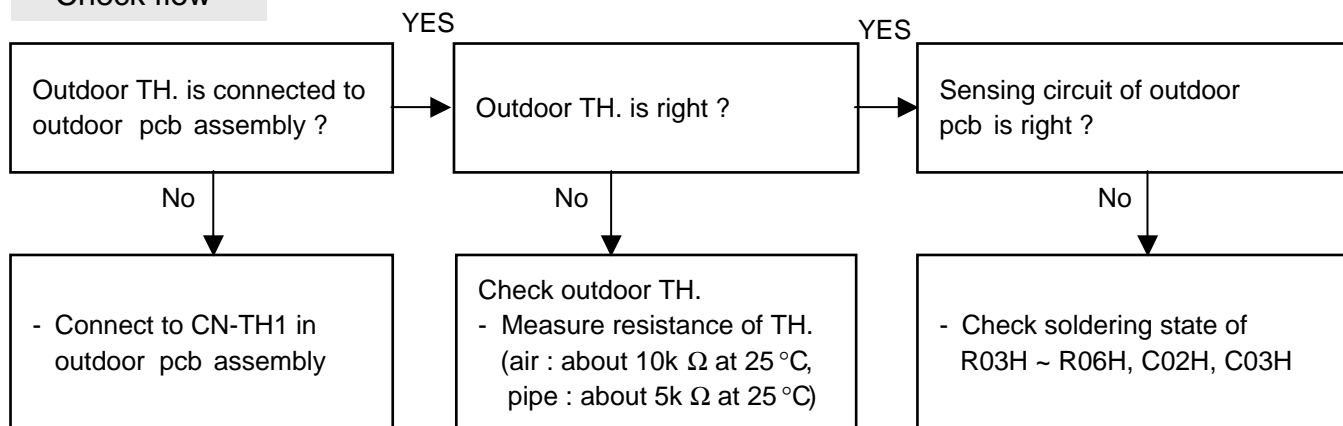 Check flow
YES
YES
Outdoor TH. is connected to
outdoor pcb assembly ?
Outdoor TH. is right ?
Sensing circuit of outdoor
pcb is right ?
No
No
No
- Connect to CN-TH1 in
outdoor pcb assembly
Check outdoor TH.
- Measure resistance of TH.
(air : about 10k Ω at 25 °C,
pipe : about 5k Ω at 25 °C)
- Check soldering state of
R03H ~ R06H, C02H, C03H